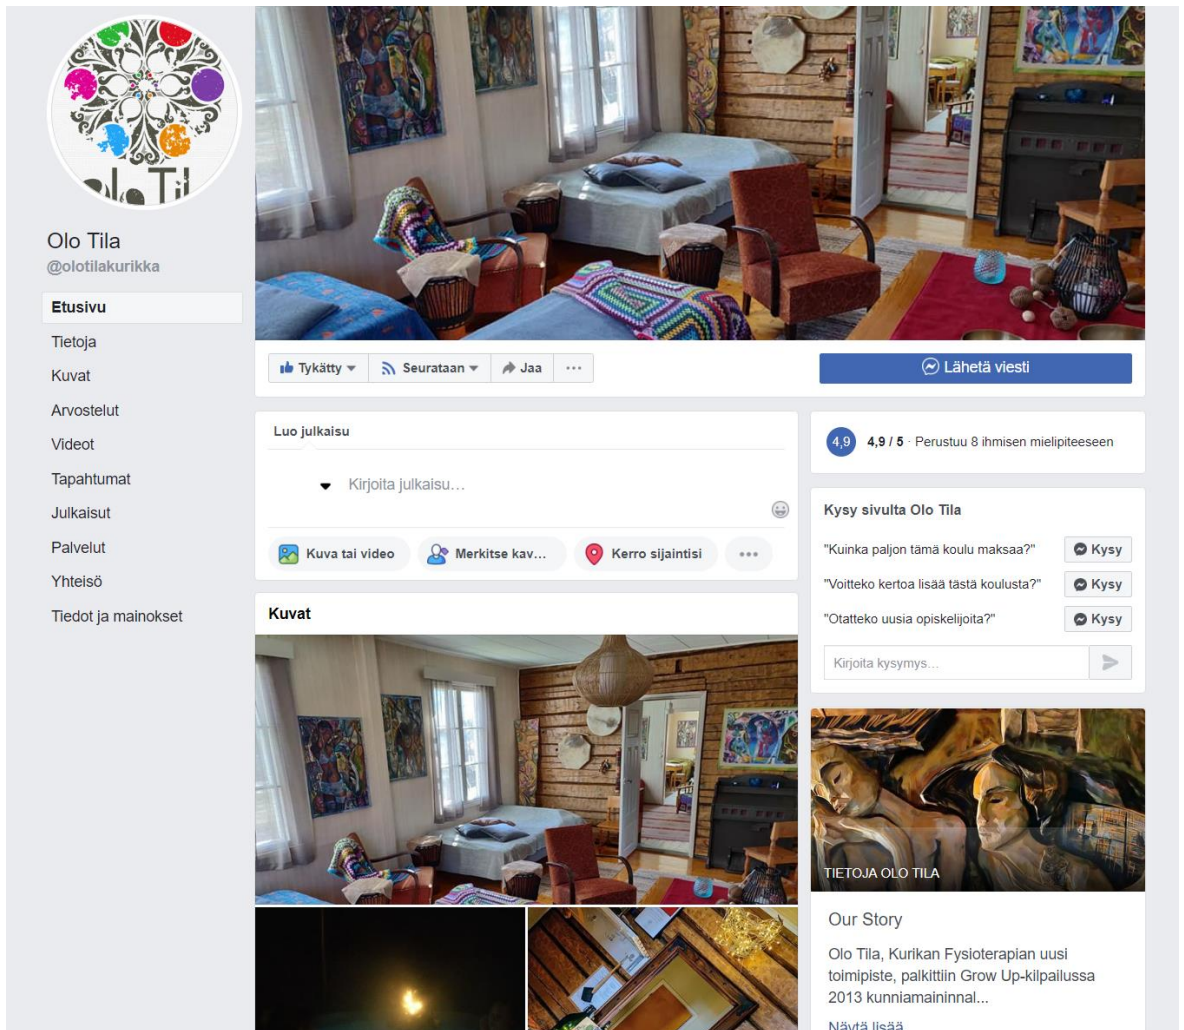 olo Til
Olo Tila
@olotilakurikka
Etusivu
Tietoja
Kuvat
Arvostelut
Videot
Tapahtumat
Julkaisut
Palvelut
Yhteisö
Tiedot ja mainokset
Tykätty
Seurataan
Jaa
Lähetä viesti
Luo julkaisu
Kirjoita julkaisu...
Kuva tai video
Merkitse kav...
Kerro sijaintisi
Kuvat
4,9
4,9 / 5 · Perustuu 8 ihmisen mielipiteeseen
Kysy sivulta Olo Tila
"Kuinka paljon tämä koulu maksaa?" Kysy
"Voitteko kertoa lisää tästä koulusta?" Kysy
"Otatteko uusia opiskelijoita?" Kysy
Kirjoita kysymys...
TIETOJA OLO TILA
Our Story
Olo Tila, Kurikan Fysioterapian uusi
toimipiste, palkittiin Grow Up-kilpailussa
2013 kunniamaininnal...
Näytä lisää